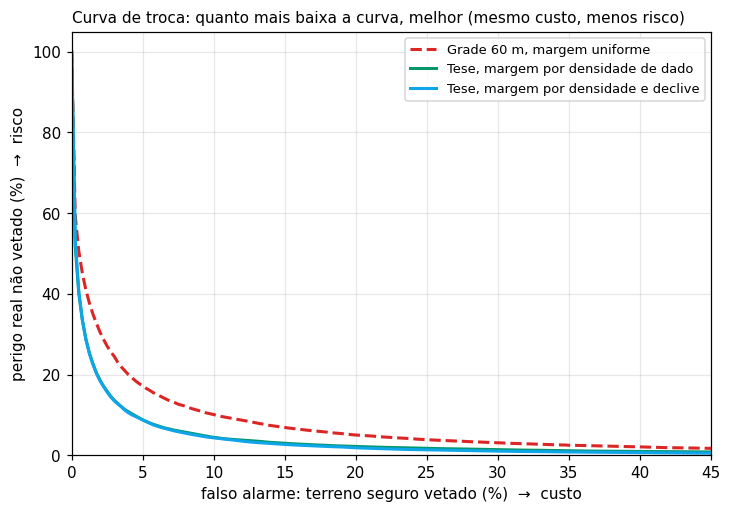 Curva de troca: quanto mais baixa a curva, melhor (mesmo custo, menos risco)
Grade 60 m, margem uniforme
Tese, margem por densidade de dado
Tese, margem por densidade e declive
perigo real não vetado (%) → risco
100
80
60
40
20
0
0 5 10 15 20 25 30 35 40 45
falso alarme: terreno seguro vetado (%) → custo